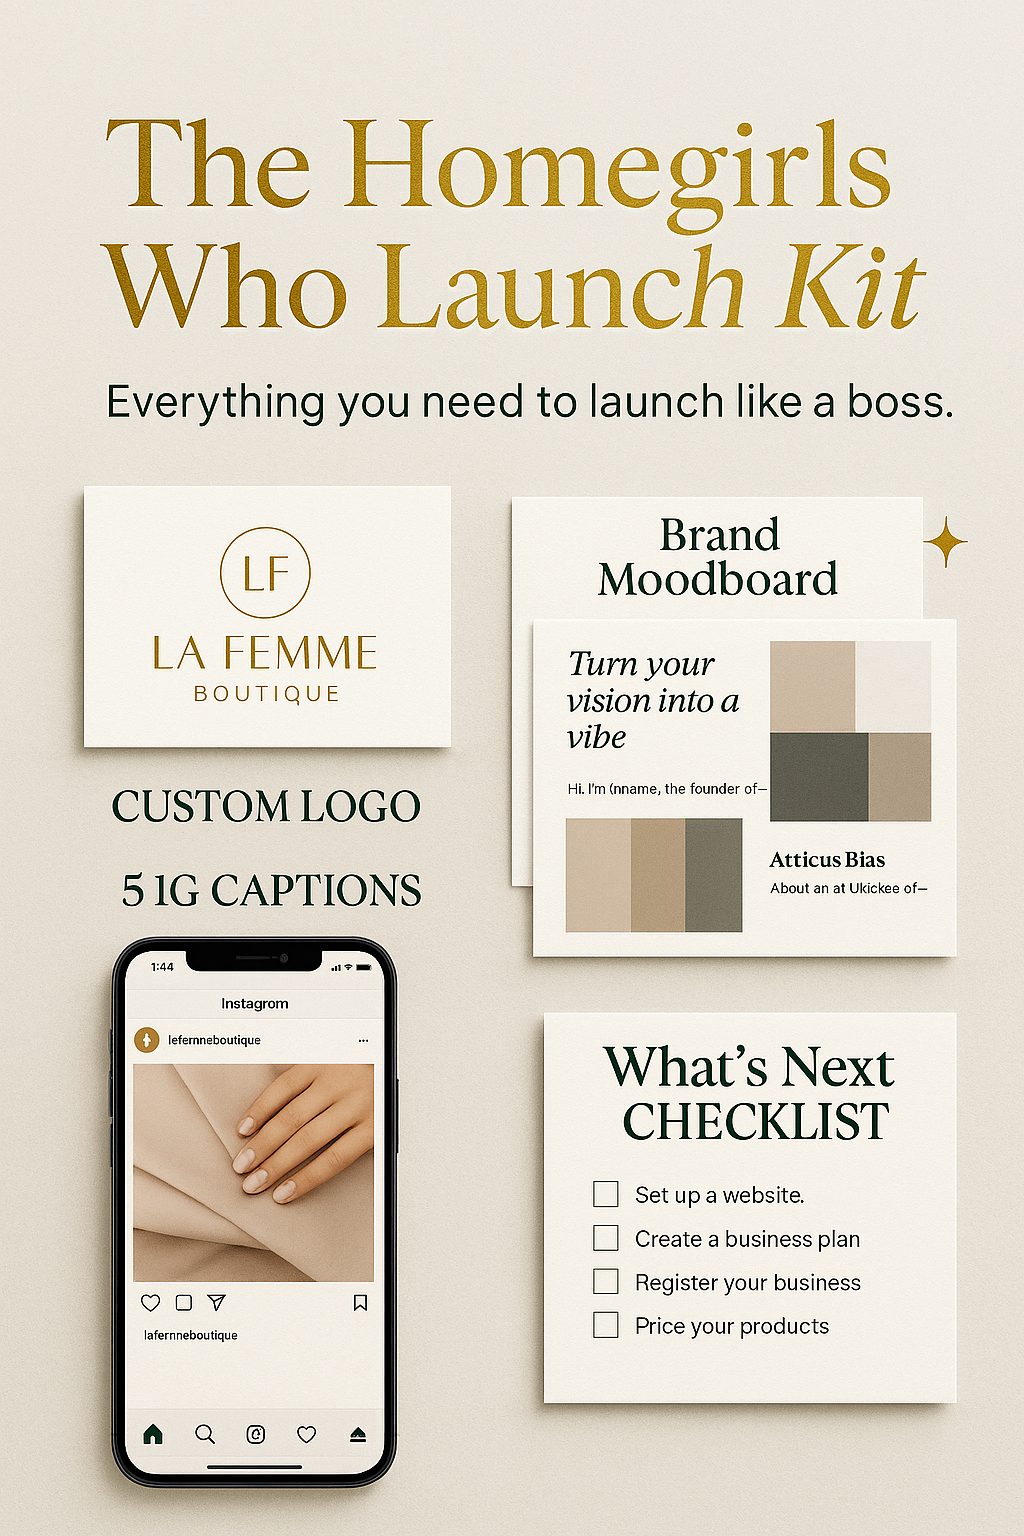 The Homegirls
Who Launch Kit
Everything you need to launch like a boss.
LF
LA FEMME
BOUTIQUE
CUSTOM LOGO
5 1G CAPTIONS
1:44
Instagrom
lefernneboutique
lafernneboutique
Brand
Moodboard
Turn your
vision into a
vibe
Hi. I'm (nname, the founder of–
Atticus Bias
About an at Ukickee of–
What's Next
CHECKLIST
Set up a website.
Create a business plan
Register your business
Price your products